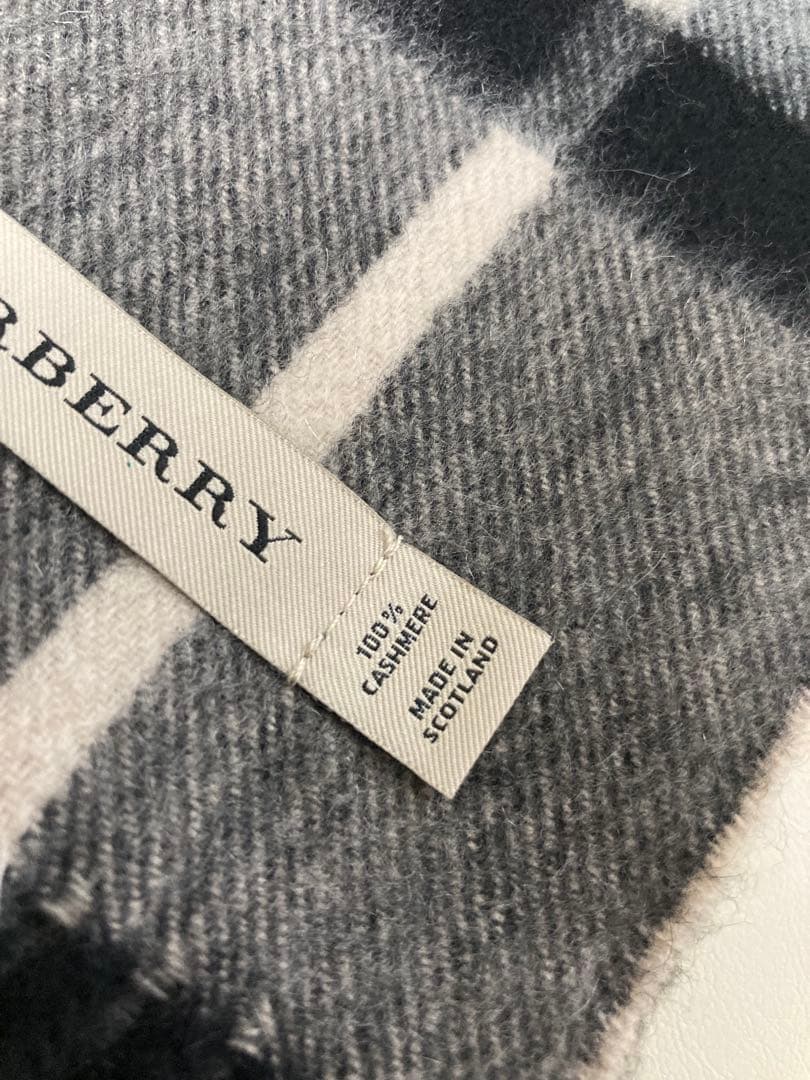 RBERRY
100%
CASHMERE
MADE IN
SCOTLAND